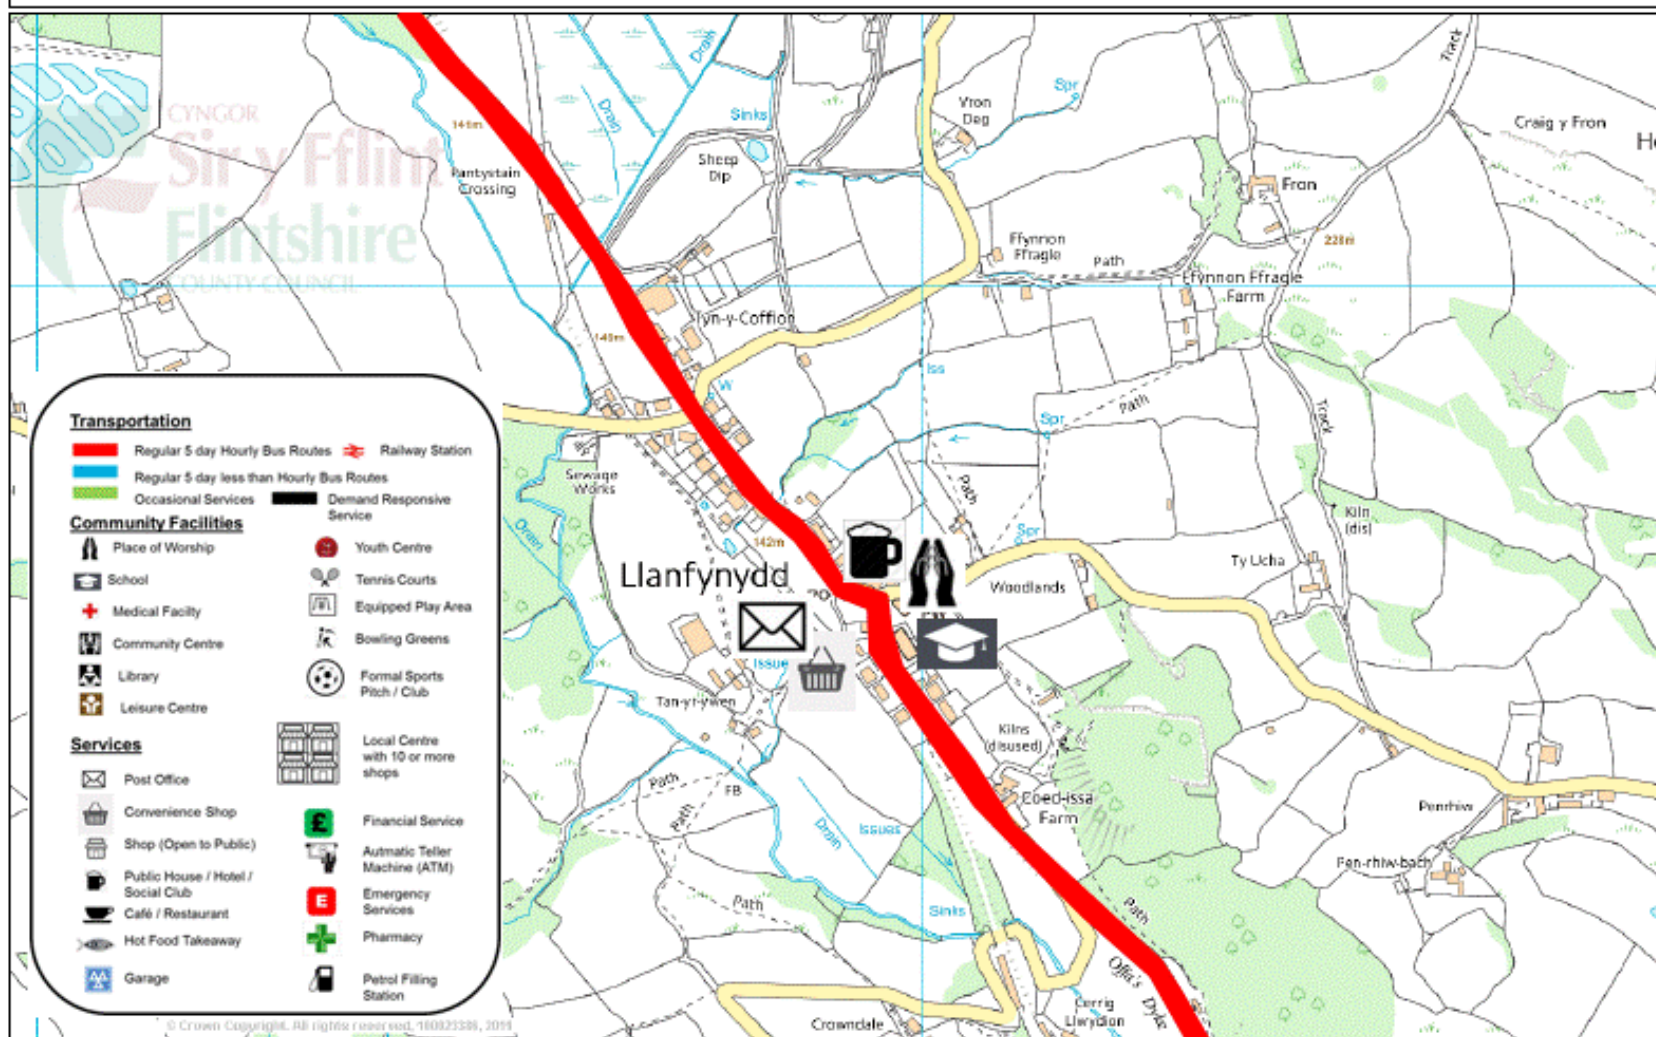 CYNGOR
Sir y Fflint
Flintshire
COUNTY COUNCIL
Drain
Drain
Sinks
141m
Pantystain
Crossing
Sheep
Dip
Vron
Deg
Spr
Track
Craig y Fron
Fron
228m
Ffynnon
Ffragle
Path
Ffynnon Ffragle
Farm
Tyn-y-Coffion
W
Iss
Spr
Path
Track
Sewage
Works
Drain
Path
Spr
Kiln
(dis)
142m
Llanfynydd
PO
Woodlands
Ty Ucha
Issue
Tan-yr-ywen
Kilns
(disused)
Path
Path
FB
Coed-issa
Farm
Drain
Issues
Penrhiw
Pen-rhiw-bach
Path
Sinks
Path
Offa's Dyke
Cerrig
Llwydion
Crowndale
Transportation
Regular 5 day Hourly Bus Routes
Railway Station
Regular 5 day less than Hourly Bus Routes
Occasional Services
Demand Responsive
Service
Community Facilities
Place of Worship
Youth Centre
School
Tennis Courts
Medical Facilty
Equipped Play Area
Community Centre
Bowling Greens
Library
Formal Sports
Pitch / Club
Leisure Centre
Services
Local Centre
with 10 or more
shops
Post Office
Convenience Shop
£
Financial Service
Shop (Open to Public)
Autmatic Teller
Machine (ATM)
Public House / Hotel /
Social Club
E
Emergency
Services
Café / Restaurant
Hot Food Takeaway
Pharmacy
Garage
Petrol Filling
Station
© Crown Copyright. All rights reserved,